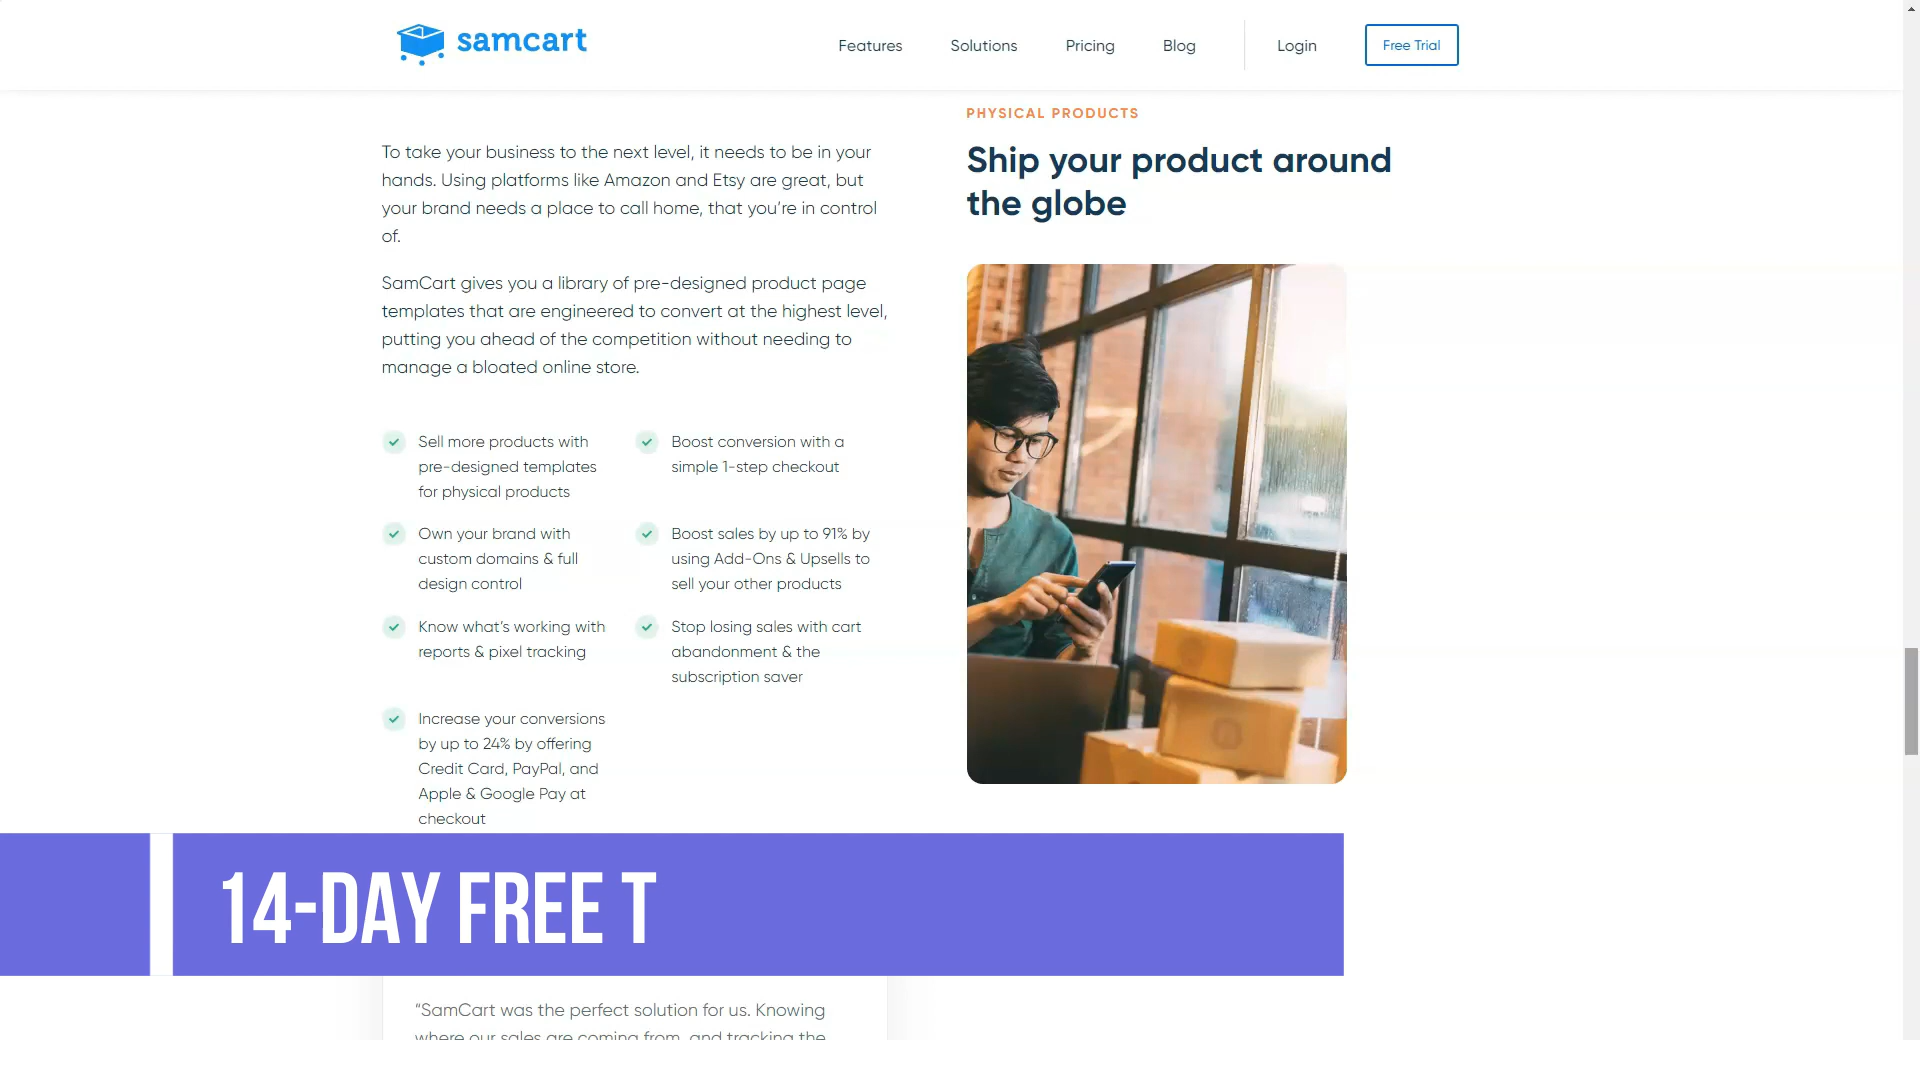 samcart
Features
Solutions
Pricing
Blog
Login
Free Trial
To take your business to the next level, it needs to be in your
hands. Using platforms like Amazon and Etsy are great, but
your brand needs a place to call home, that you’re in control
of.
SamCart gives you a library of pre-designed product page
templates that are engineered to convert at the highest level,
putting you ahead of the competition without needing to
manage a bloated online store.
Sell more products with
pre-designed templates
for physical products
Boost conversion with a
simple 1-step checkout
Own your brand with
custom domains & full
design control
Boost sales by up to 91% by
using Add-Ons & Upsells to
sell your other products
Know what’s working with
reports & pixel tracking
Stop losing sales with cart
abandonment & the
subscription saver
Increase your conversions
by up to 24% by offering
Credit Card, PayPal, and
Apple & Google Pay at
checkout
PHYSICAL PRODUCTS
Ship your product around
the globe
14-DAY FREE T
“SamCart was the perfect solution for us. Knowing
where our sales are coming from, and tracking the